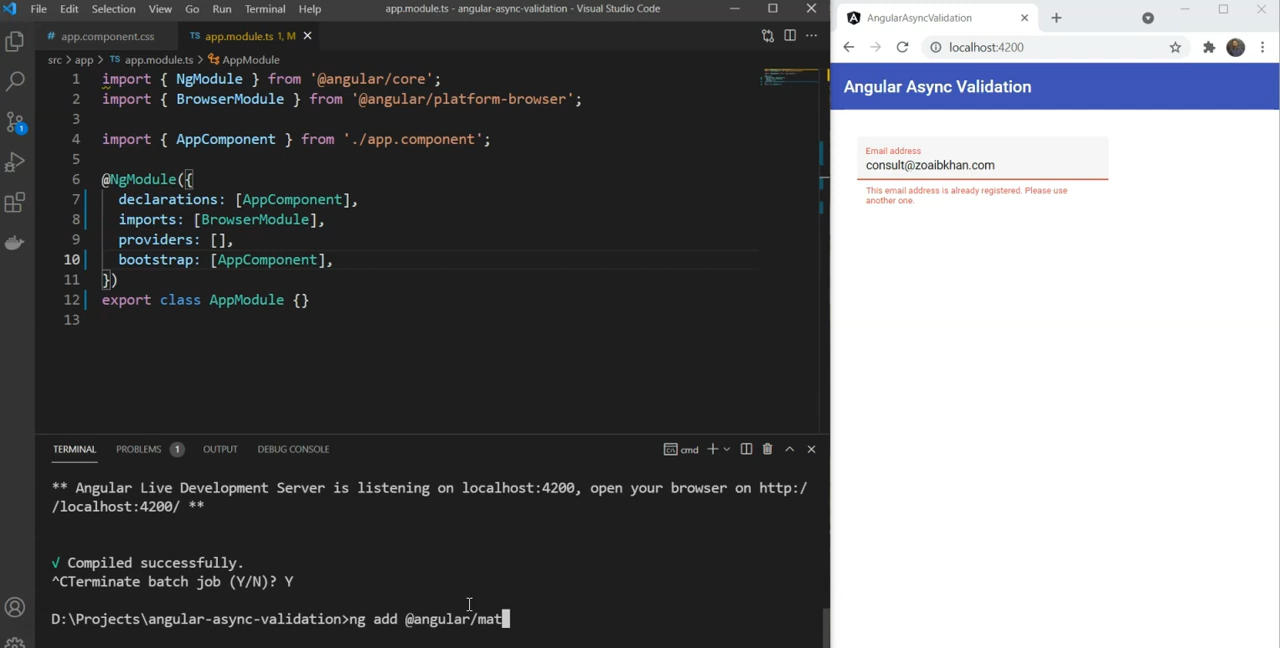 File Edit Selection View Go Run Terminal Help app.module.ts - angular-async-validation - Visual Studio Code
# app.component.css TS app.module.ts 1, M
src > app > TS app.module.ts > AppModule
1 import { NgModule } from '@angular/core';
2 import { BrowserModule } from '@angular/platform-browser';
3
4 import { AppComponent } from './app.component';
5
6 @NgModule({
7 declarations: [AppComponent],
8 imports: [BrowserModule],
9 providers: [],
10 bootstrap: [AppComponent],
11 })
12 export class AppModule {}
13
1
TERMINAL PROBLEMS 1 OUTPUT DEBUG CONSOLE cmd
** Angular Live Development Server is listening on localhost:4200, open your browser on http:/
/localhost:4200/ **
√ Compiled successfully.
^CTerminate batch job (Y/N)? Y
D:\Projects\angular-async-validation>ng add @angular/mat
AngularAsyncValidation
localhost:4200
Angular Async Validation
Email address
consult@zoaibkhan.com
This email address is already registered. Please use
another one.